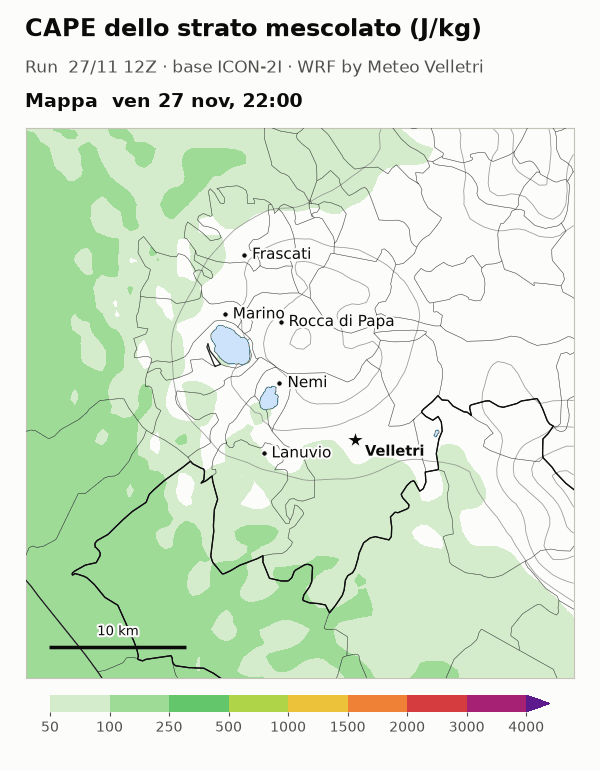 CAPE dello strato mescolato (J/kg)
Run  27/11 12Z · base ICON-2I · WRF by Meteo Velletri
Mappa  ven 27 nov, 22:00
Frascati
Marino
Rocca di Papa
Nemi
Velletri
Lanuvio
10 km
50 100 250 500 1000 1500 2000 3000 4000